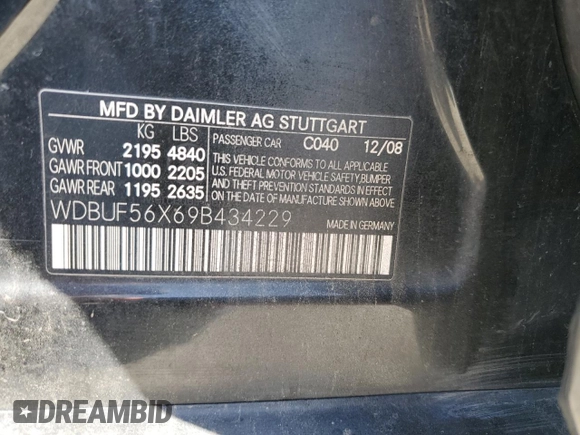 MFD BY DAIMLER AG STUTTGART
KG LBS PASSENGER CAR C040 12/08
GVWR 2195 4840
GAWR FRONT 1000 2205
GAWR REAR 1195 2635
THIS VEHICLE CONFORMS TO ALL APPLICABLE
U.S. FEDERAL MOTOR VEHICLE SAFETY,BUMPER
AND THEFT PREVENTION STANDARDS IN EFFECT
ON THE DATE OF MANUFACTURE SHOWN ABOVE
WDBUF56X69B434229 MADE IN GERMANY
DREAMBID